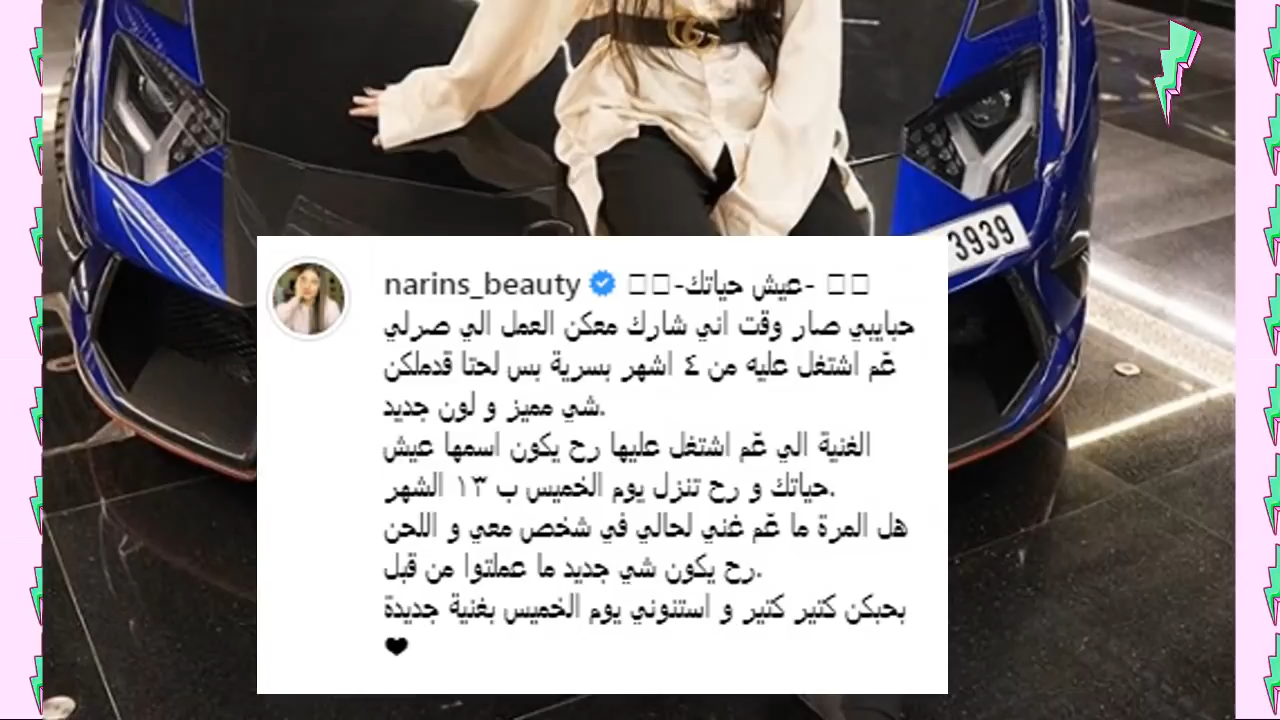 3939
narins_beauty □□-عيش حياتك- □□
حبايبي صار وقت اني شارك معكن العمل الي صرلي
عّم اشتغل عليه من ٤ اشهر بسرية بس لحتا قدملكن
شي مميز و لون جديد.
الغنية الي عّم اشتغل عليها رح يكون اسمها عيش
حياتك و رح تنزل يوم الخميس ب ١٣ الشهر.
هل المرة ما عّم غني لحالي في شخص معي و اللحن
رح يكون شي جديد ما عملتوا من قبل.
بحبكن كتير كتير و استنوني يوم الخميس بغنية جديدة
♥